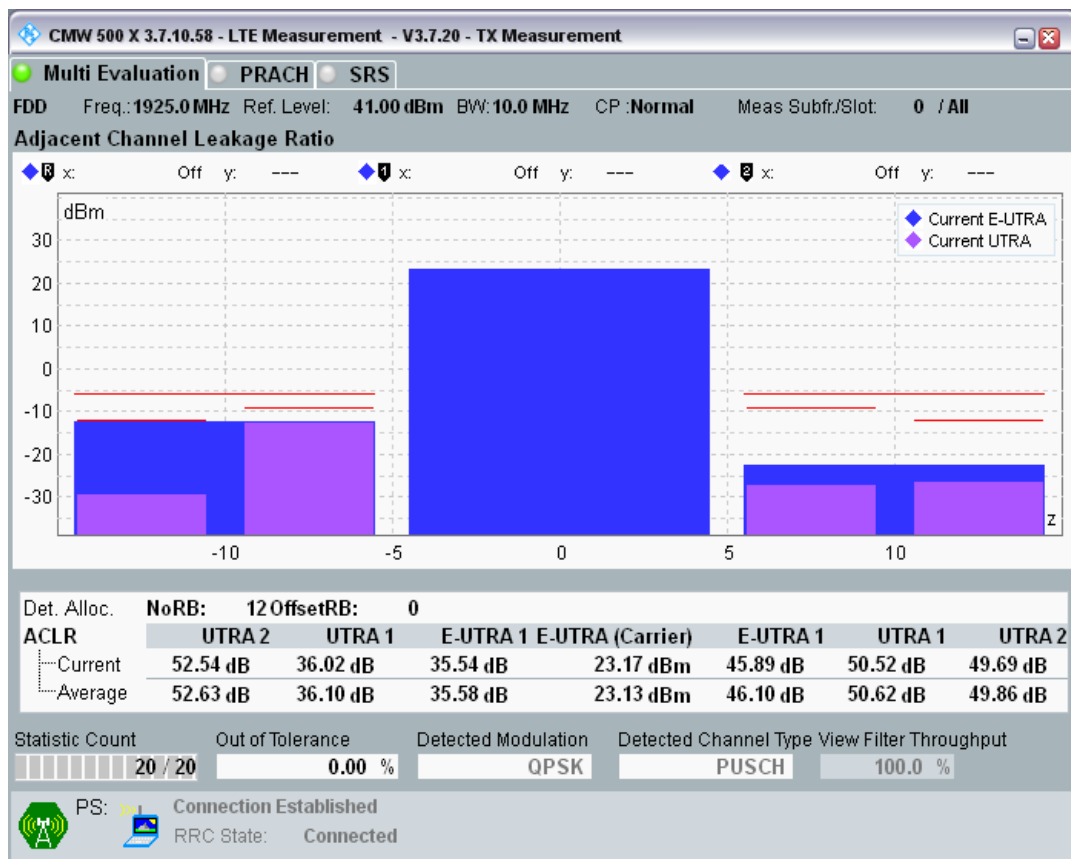 CMW 500 X 3.7.10.58 - LTE Measurement - V3.7.20 - TX Measurement
Multi Evaluation PRACH SRS
FDD Freq.:1925.0 MHz Ref. Level: 41.00 dBm BW:10.0 MHz CP :Normal Meas Subfr./Slot: 0 / All
Adjacent Channel Leakage Ratio
R x: Off y: --- 1 x: Off y: --- 2 x: Off y: ---
dBm
Current E-UTRA
Current UTRA
30
20
10
0
-10
-20
-30
z
-10 -5 0 5 10
Det. Alloc. NoRB: 12 OffsetRB: 0
ACLR UTRA 2 UTRA 1 E-UTRA 1 E-UTRA (Carrier) E-UTRA 1 UTRA 1 UTRA 2
Current 52.54 dB 36.02 dB 35.54 dB 23.17 dBm 45.89 dB 50.52 dB 49.69 dB
Average 52.63 dB 36.10 dB 35.58 dB 23.13 dBm 46.10 dB 50.62 dB 49.86 dB
Statistic Count Out of Tolerance Detected Modulation Detected Channel Type View Filter Throughput
20 / 20 0.00 % QPSK PUSCH 100.0 %
PS: Connection Established
RRC State: Connected